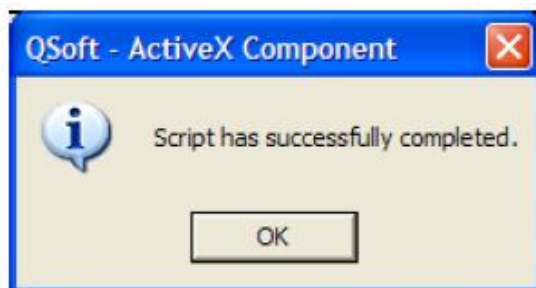 QSoft - ActiveX Component
Script has successfully completed.
OK